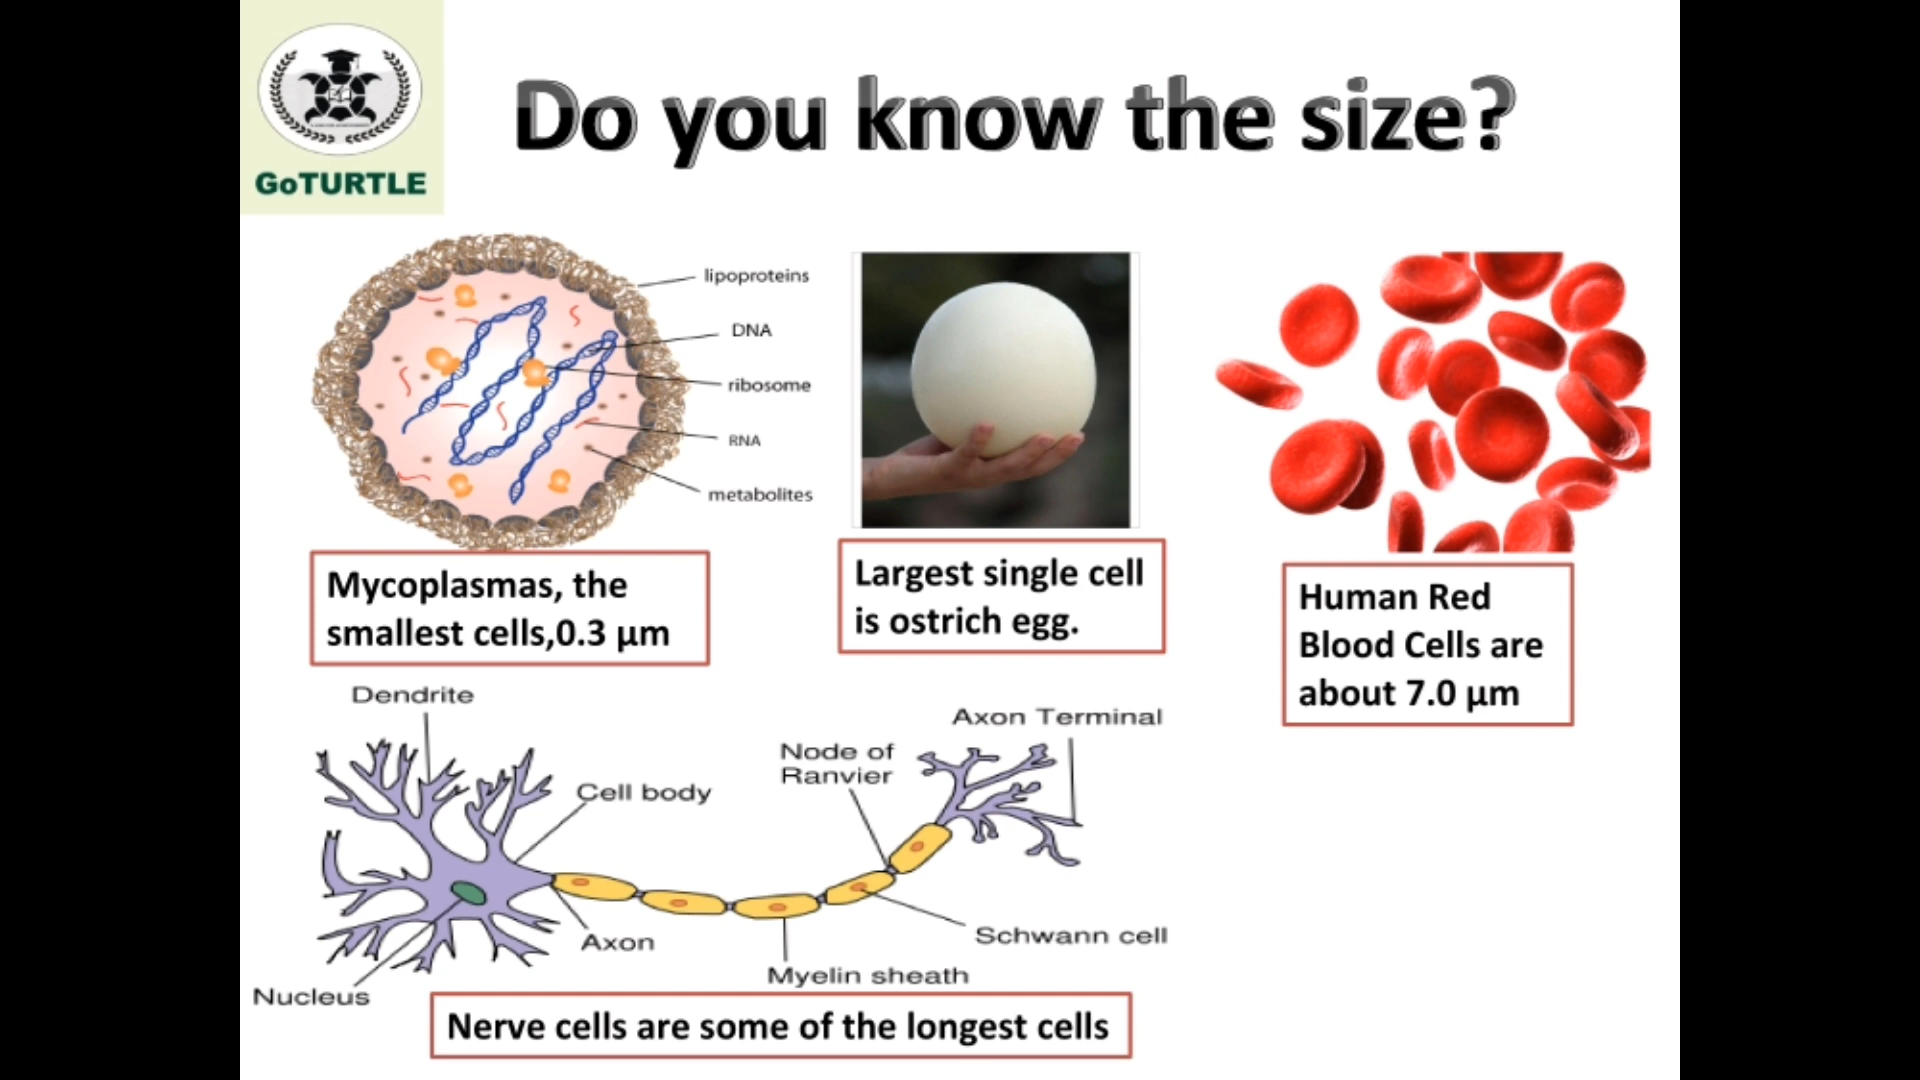 GoTURTLE
Do you know the size?
lipoproteins
DNA
ribosome
RNA
metabolites
Mycoplasmas, the
smallest cells,0.3 µm
Largest single cell
is ostrich egg.
Human Red
Blood Cells are
about 7.0 µm
Dendrite
Cell body
Node of
Ranvier
Axon Terminal
Axon
Schwann cell
Myelin sheath
Nucleus
Nerve cells are some of the longest cells